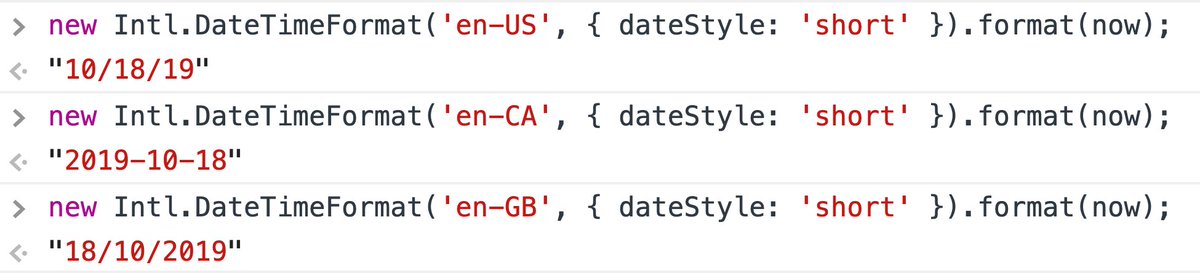 > new Intl.DateTimeFormat('en-US', { dateStyle: 'short' }).format(now);
"10/18/19"
> new Intl.DateTimeFormat('en-CA', { dateStyle: 'short' }).format(now);
"2019-10-18"
> new Intl.DateTimeFormat('en-GB', { dateStyle: 'short' }).format(now);
"18/10/2019"